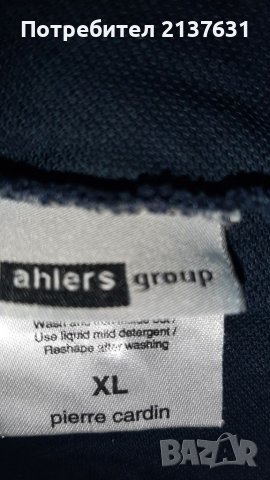 Потребител 2137631
ahlers group
Wash and iron inside out /
Use liquid mild detergent /
Reshape after washing
XL
pierre cardin
BAZAR